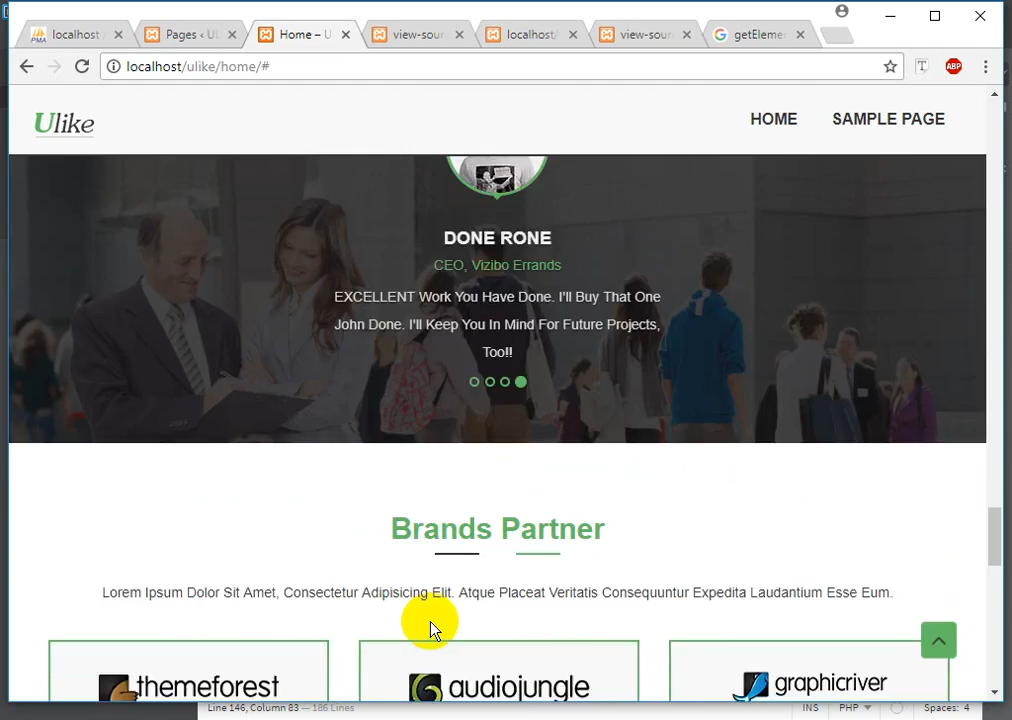 localhost
Pages ‹ UL
Home – U
view-sour
localhost/
view-sour
getEleme
localhost/ulike/home/#
ABP
Ulike
HOME
SAMPLE PAGE
DONE RONE
CEO, Vizibo Errands
EXCELLENT Work You Have Done. I'll Buy That One
John Done. I'll Keep You In Mind For Future Projects,
Too!!
Brands Partner
Lorem Ipsum Dolor Sit Amet, Consectetur Adipisicing Elit. Atque Placeat Veritatis Consequuntur Expedita Laudantium Esse Eum.
themeforest
audiojungle
graphicriver
Line 146, Column 83 — 186 Lines
INS
PHP
Spaces: 4